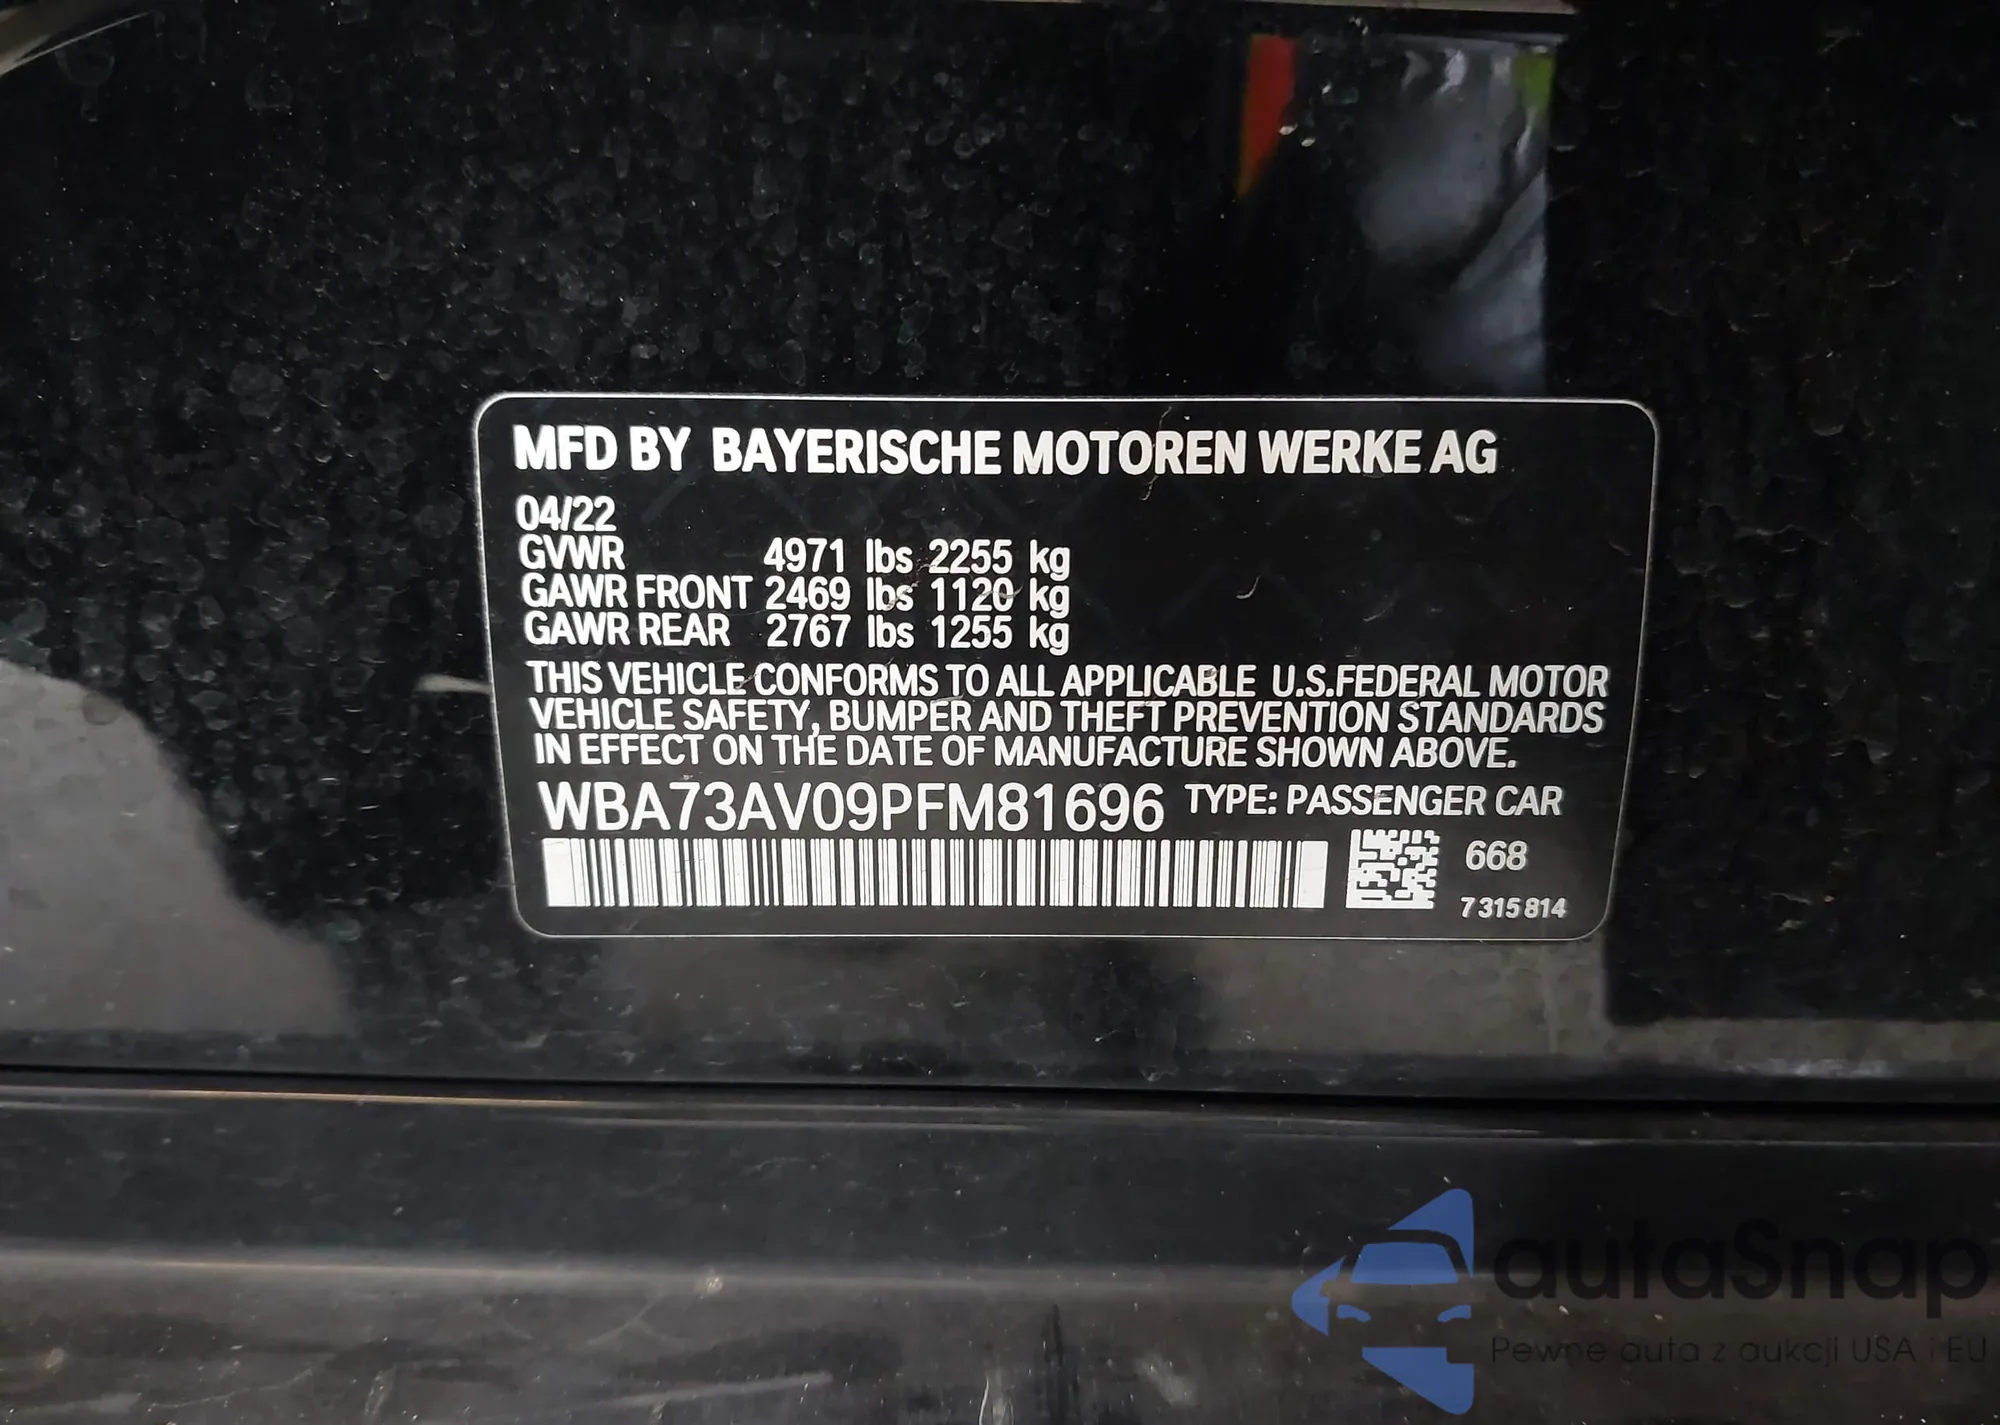 MFD BY BAYERISCHE MOTOREN WERKE AG
04/22
GVWR 4971 lbs 2255 kg
GAWR FRONT 2469 lbs 1120 kg
GAWR REAR 2767 lbs 1255 kg
THIS VEHICLE CONFORMS TO ALL APPLICABLE U.S.FEDERAL MOTOR
VEHICLE SAFETY, BUMPER AND THEFT PREVENTION STANDARDS
IN EFFECT ON THE DATE OF MANUFACTURE SHOWN ABOVE.
WBA73AV09PFM81696 TYPE: PASSENGER CAR
668
7 315 814
autaSnap
Pewne auta z aukcji USA i EU